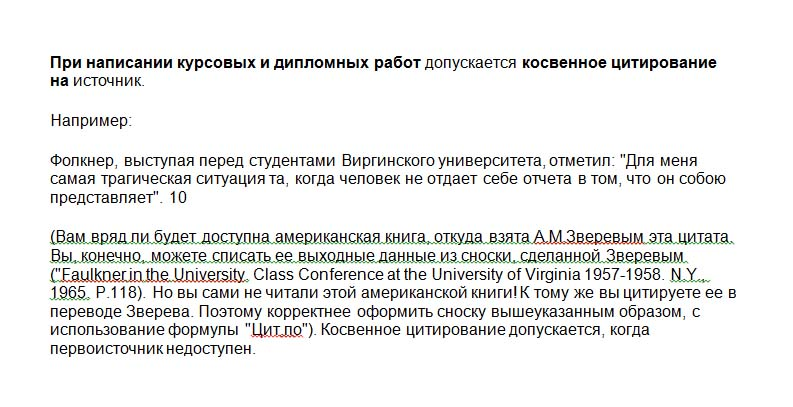 При написании курсовых и дипломных работ допускается косвенное цитирование
на источник.
Например:
Фолкнер, выступая перед студентами Виргинского университета, отметил: "Для меня
самая трагическая ситуация та, когда человек не отдает себе отчета в том, что он собою
представляет". 10
(Вам вряд ли будет доступна американская книга, откуда взята А.М.Зверевым эта цитата.
Вы, конечно, можете списать ее выходные данные из сноски, сделанной Зверевым
("Faulkner in the University. Class Conference at the University of Virginia 1957-1958. N.Y.,
1965. P.118). Но вы сами не читали этой американской книги! К тому же вы цитируете ее в
переводе Зверева. Поэтому корректнее оформить сноску вышеуказанным образом, с
использование формулы "Цит.по"). Косвенное цитирование допускается, когда
первоисточник недоступен.